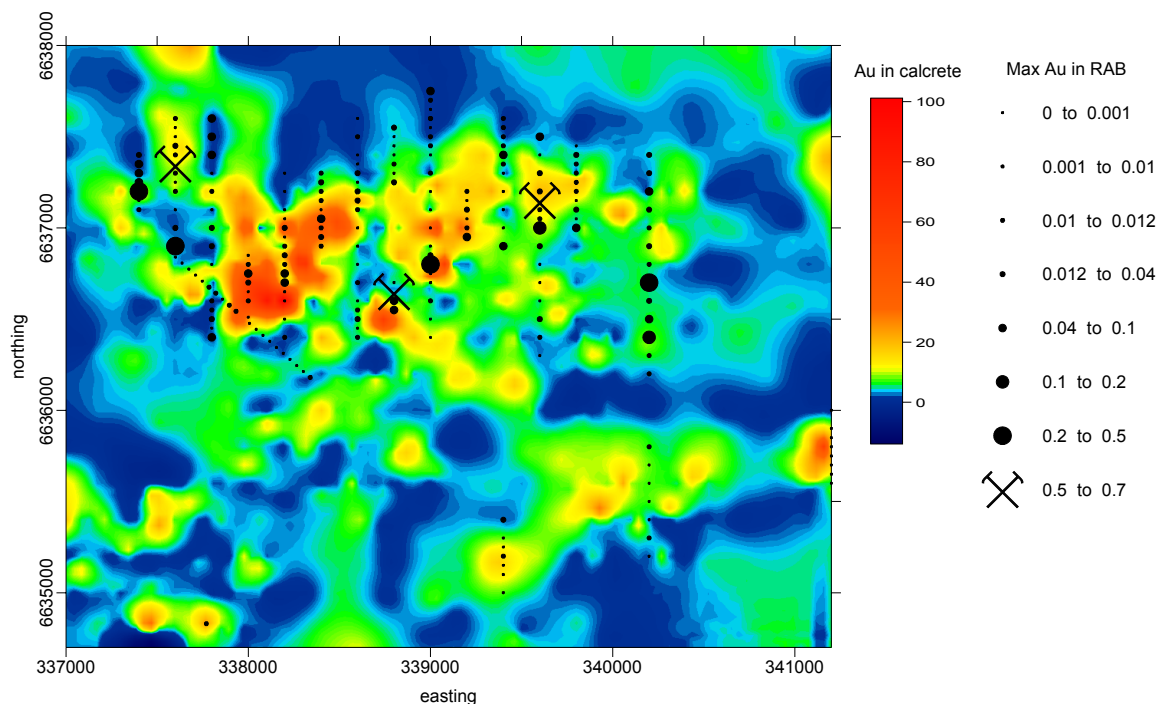 6638000
6637000
6636000
6635000
northing
337000 338000 339000 340000 341000
easting
Au in calcrete
100
80
60
40
20
0
Max Au in RAB
0 to 0.001
0.001 to 0.01
0.01 to 0.012
0.012 to 0.04
0.04 to 0.1
0.1 to 0.2
0.2 to 0.5
0.5 to 0.7